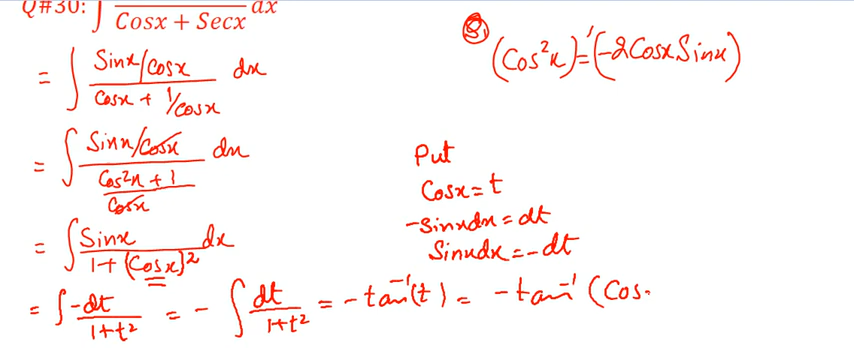 Q#30: ∫ / (Cosx + Secx) dx
= ∫ (Sinx/Cosx) / (Cosx + 1/Cosx) dx
= ∫ (Sinx/Cosx) / ((Cos²x + 1)/Cosx) dx
= ∫ Sinx / (1 + (Cosx)²) dx
= ∫ -dt / (1+t²) = - ∫ dt / (1+t²) = -tan⁻¹(t) = -tan⁻¹(Cos
(Cos²x)' = (-2CosxSinx)
Put
Cosx = t
-Sinxdx = dt
Sinxdx = -dt